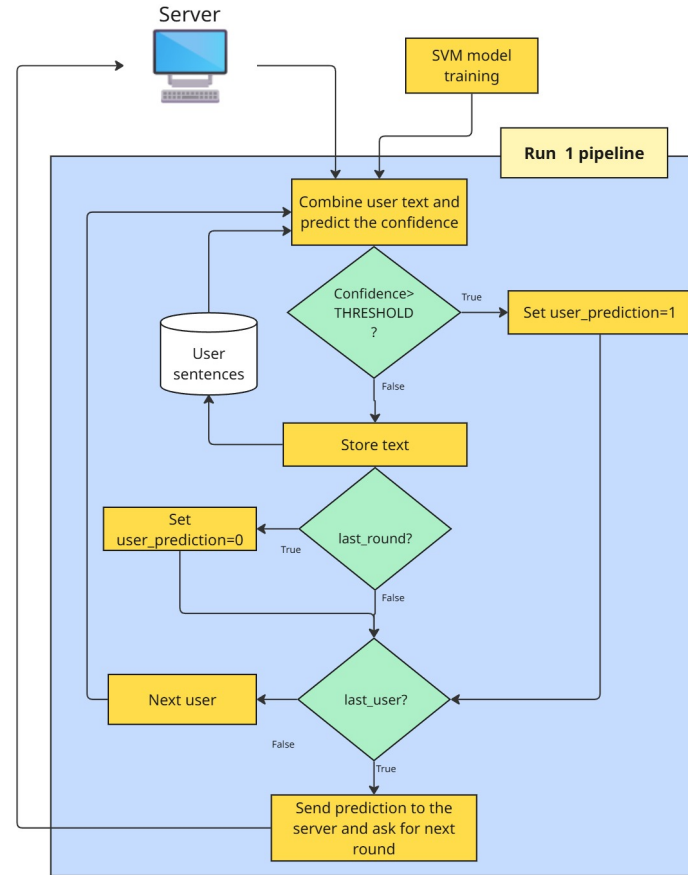 Server
SVM model
training
Run 1 pipeline
Combine user text and
predict the confidence
Confidence>
THRESHOLD
?
True
Set user_prediction=1
User
sentences
False
Store text
Set
user_prediction=0
True
last_round?
False
Next user
last_user?
False
True
Send prediction to the
server and ask for next
round